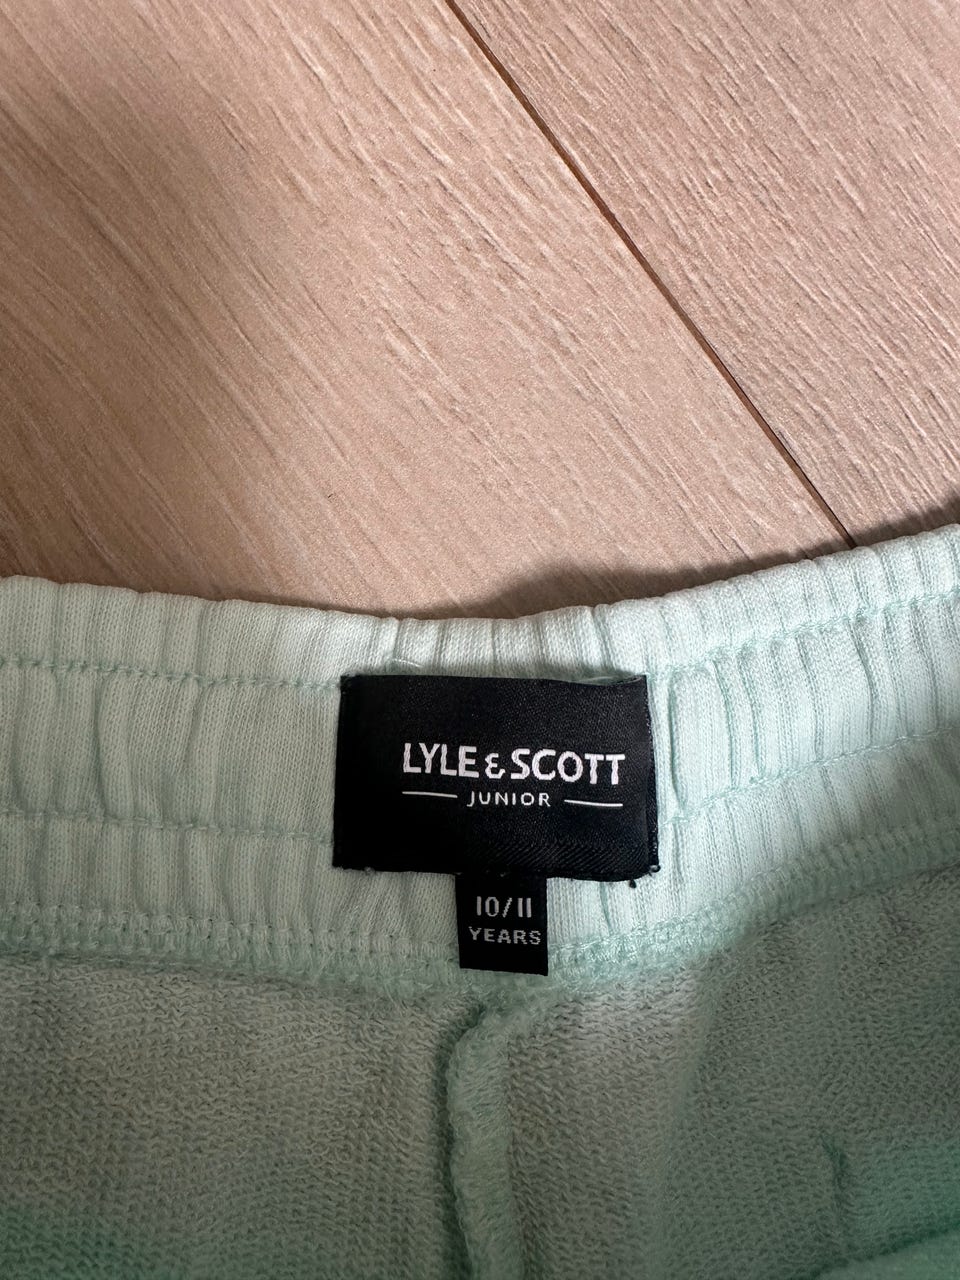 LYLE & SCOTT
JUNIOR
10/11
YEARS